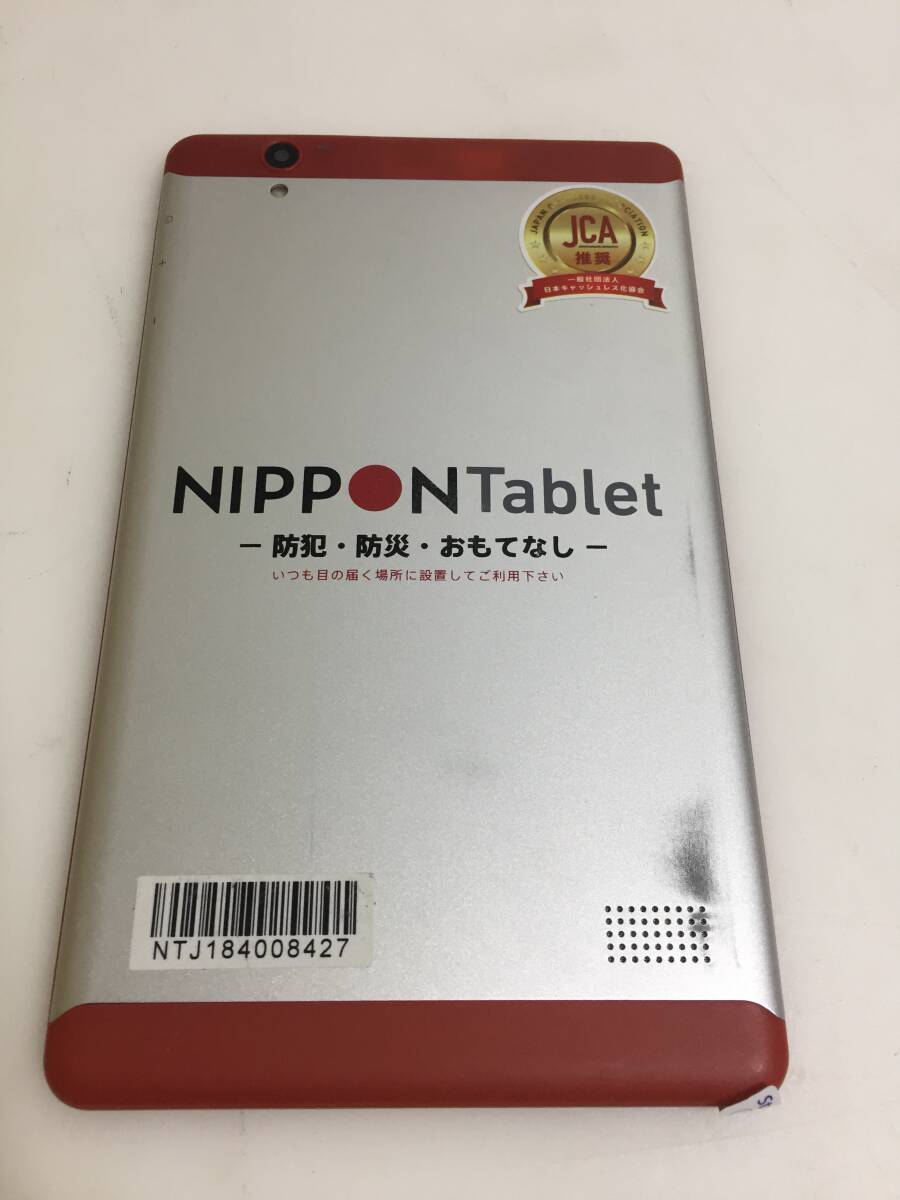 JAPAN
CIATION
JCA
推奨
一般社団法人
日本キャッシュレス化協会
NIPPONTablet
− 防犯・防災・おもてなし −
いつも目の届く場所に設置してご利用下さい
NTJ184008427